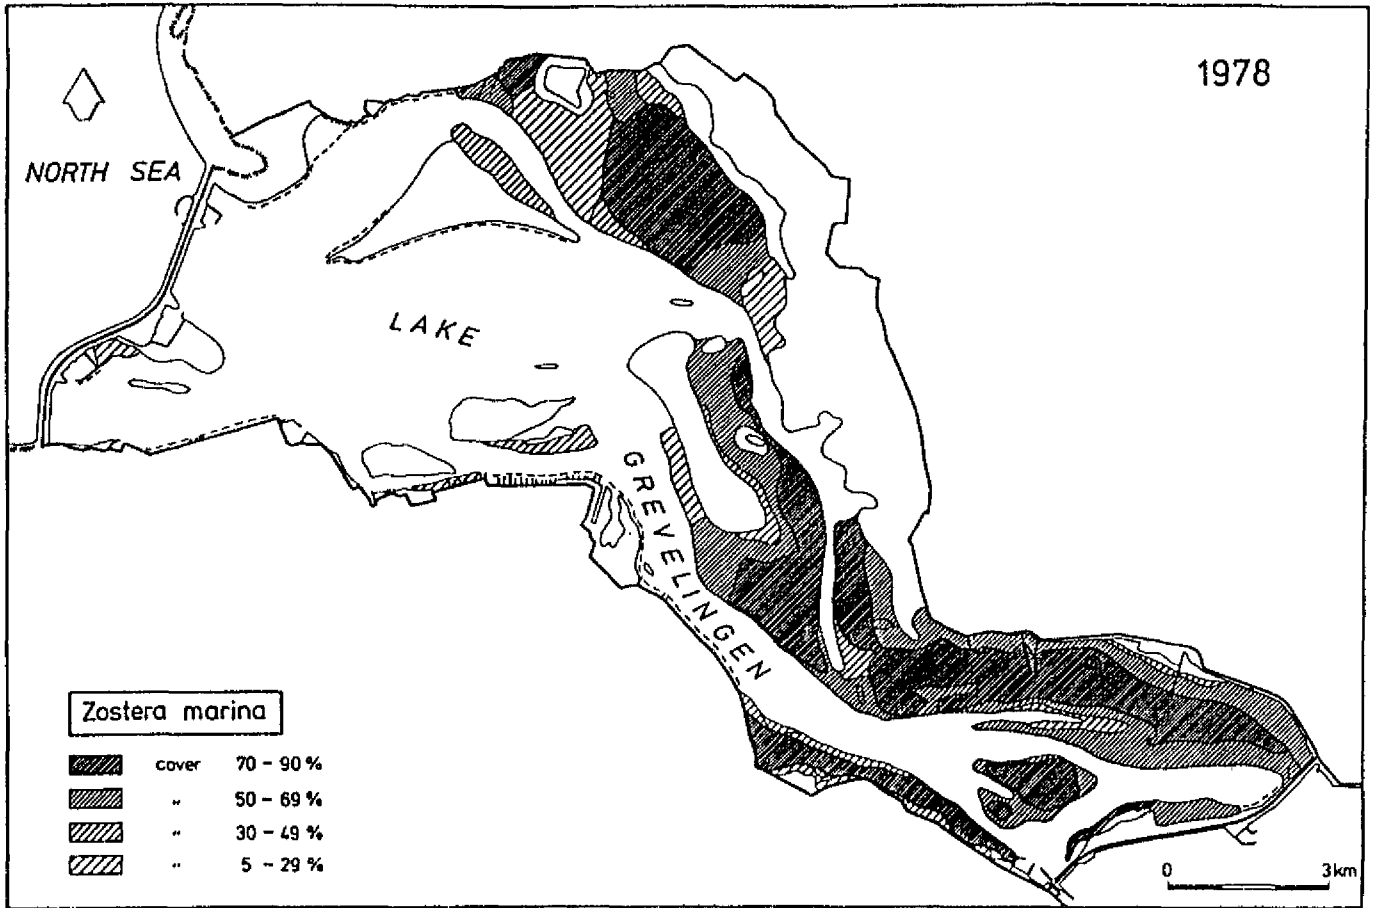 1978
NORTH SEA
LAKE
GREVELINGEN
Zostera marina
cover 70 - 90 %
" 50 - 69 %
" 30 - 49 %
" 5 - 29 %
0 3km